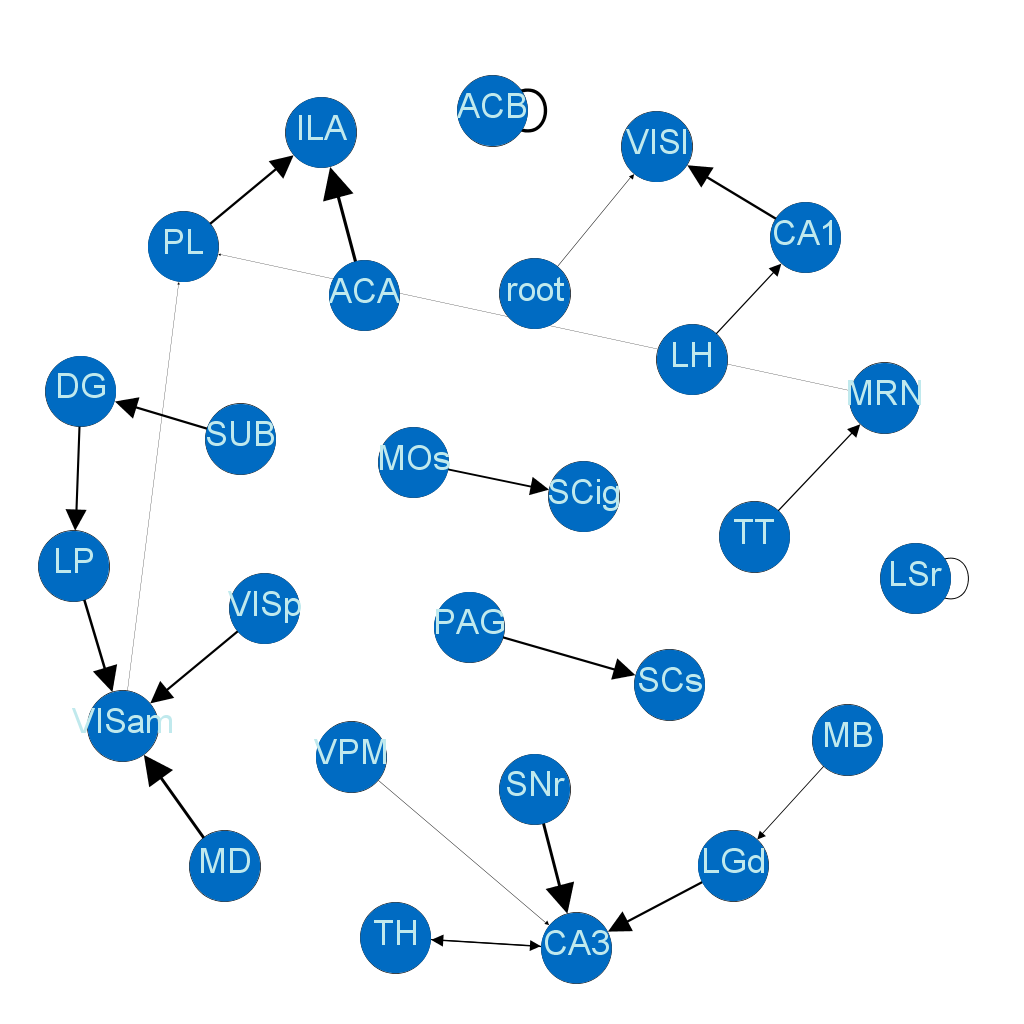 ACB
ILA
VISl
CA1
PL
ACA
root
LH
DG
MRN
SUB
MOs
SCig
TT
LP
LSr
VISp
PAG
SCs
VISam
MB
VPM
SNr
MD
LGd
TH
CA3